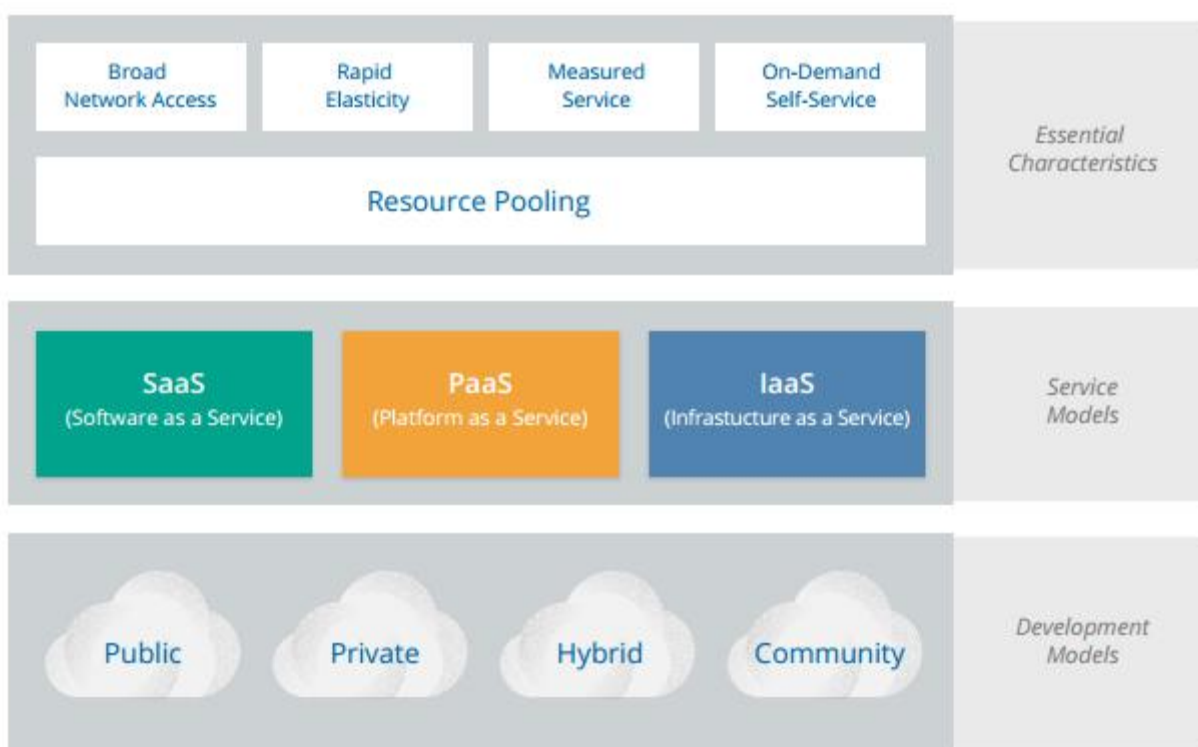 Broad
Network Access
Rapid
Elasticity
Measured
Service
On-Demand
Self-Service
Resource Pooling
Essential
Characteristics
SaaS
(Software as a Service)
PaaS
(Platform as a Service)
IaaS
(Infrastucture as a Service)
Service
Models
Public
Private
Hybrid
Community
Development
Models